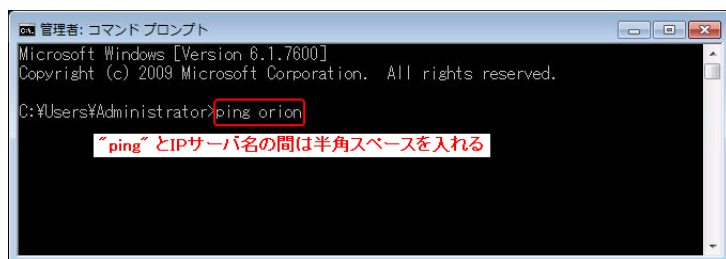 管理者: コマンド プロンプト
Microsoft Windows [Version 6.1.7600]
Copyright (c) 2009 Microsoft Corporation.  All rights reserved.
C:¥Users¥Administrator>ping orion
"ping" とIPサーバ名の間は半角スペースを入れる